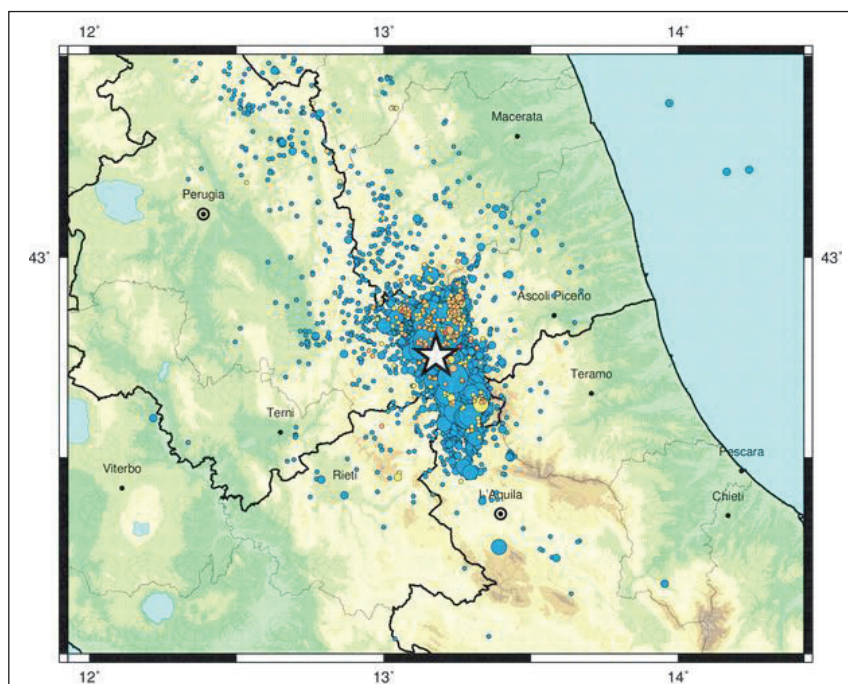 12° 13° 14°
Macerata
Perugia
43° 43°
Ascoli Piceno
Teramo
Terni
Pescara
Viterbo
Rieti
L'Aquila
Chieti
12° 13° 14°